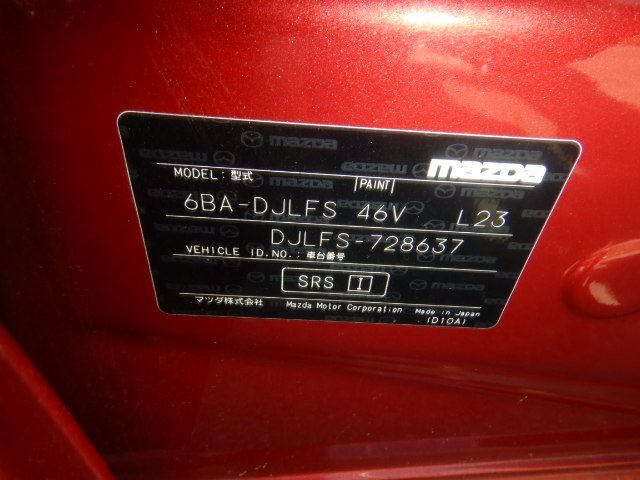 mazda
MODEL:型式
PAINT
6BA-DJLFS 46V L23
DJLFS-728637
VEHICLE ID.NO.:車台番号
SRS I
マツダ株式会社 Mazda Motor Corporation Made in Japan
(D10A)